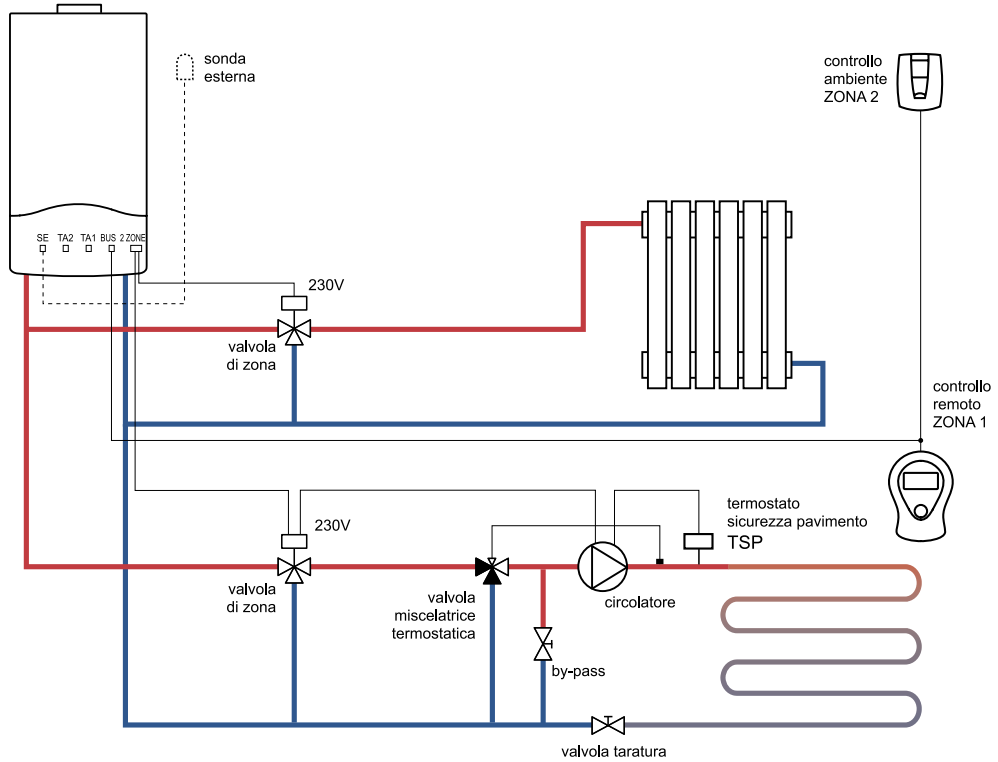 sonda
esterna
controllo
ambiente
ZONA 2
SE TA2 TA1 BUS 2 ZONE
230V
valvola
di zona
controllo
remoto
ZONA 1
230V
termostato
sicurezza pavimento
TSP
valvola
di zona
valvola
miscelatrice
termostatica
circolatore
by-pass
valvola taratura